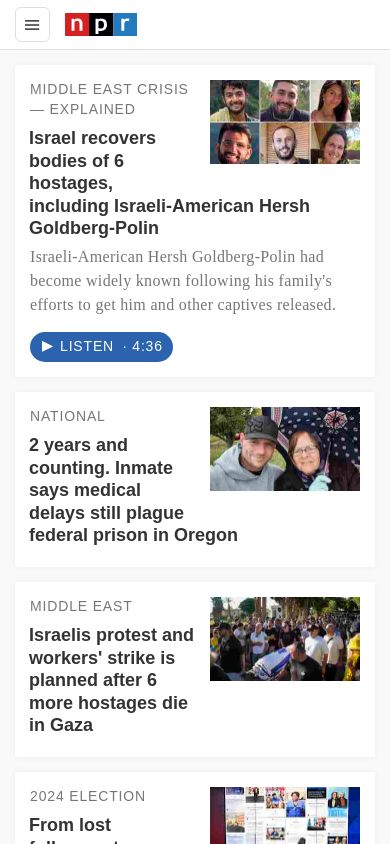 npr
MIDDLE EAST CRISIS
— EXPLAINED
Israel recovers
bodies of 6
hostages,
including Israeli-American Hersh
Goldberg-Polin
Israeli-American Hersh Goldberg-Polin had
become widely known following his family's
efforts to get him and other captives released.
LISTEN · 4:36
NATIONAL
2 years and
counting. Inmate
says medical
delays still plague
federal prison in Oregon
MIDDLE EAST
Israelis protest and
workers' strike is
planned after 6
more hostages die
in Gaza
2024 ELECTION
From lost